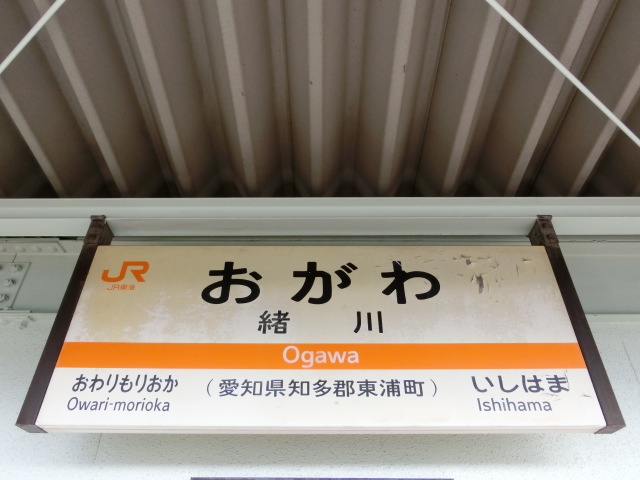 JR
JR東海
おがわ
緒川
Ogawa
おわりもりおか
Owari-morioka
（愛知県知多郡東浦町）
いしはま
Ishihama